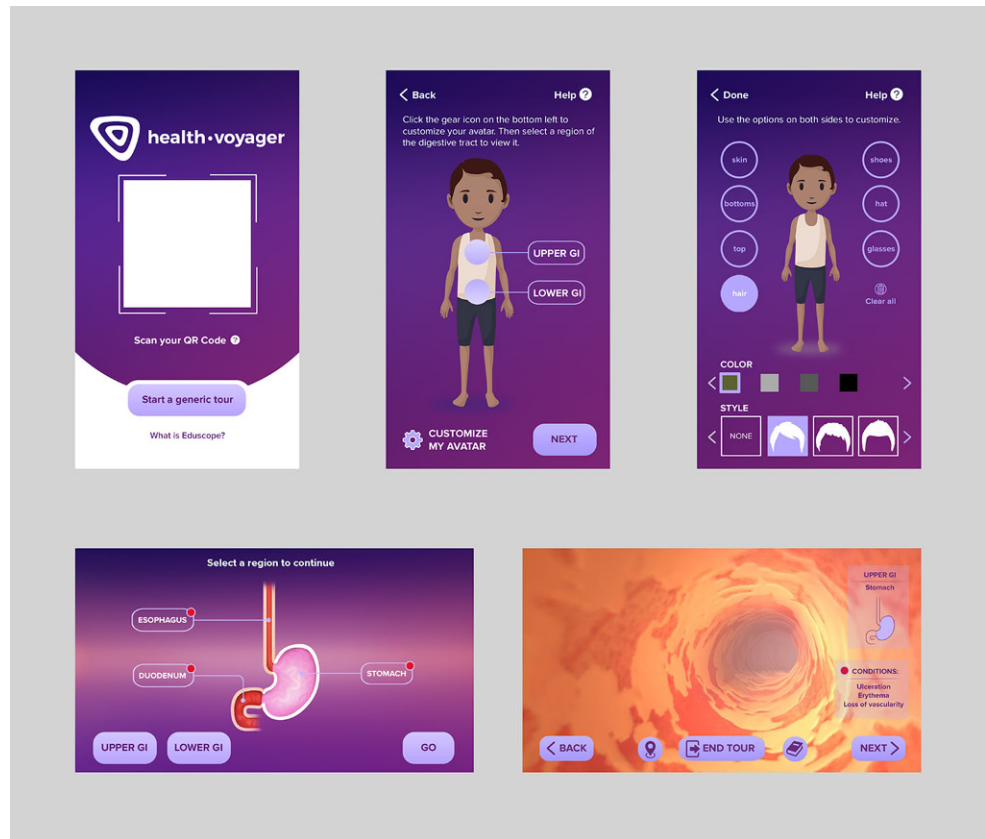 health•voyager
Scan your QR Code ?
Start a generic tour
What is Eduscope?
Back
Help ?
Click the gear icon on the bottom left to
customize your avatar. Then select a region of
the digestive tract to view it.
UPPER GI
LOWER GI
CUSTOMIZE
MY AVATAR
NEXT
Done
Help ?
Use the options on both sides to customize.
skin
shoes
bottoms
hat
top
glasses
hair
Clear all
COLOR
STYLE
NONE
Select a region to continue
ESOPHAGUS
DUODENUM
STOMACH
UPPER GI
LOWER GI
GO
UPPER GI
Stomach
CONDITIONS:
Ulceration
Erythema
Loss of vascularity
BACK
END TOUR
NEXT